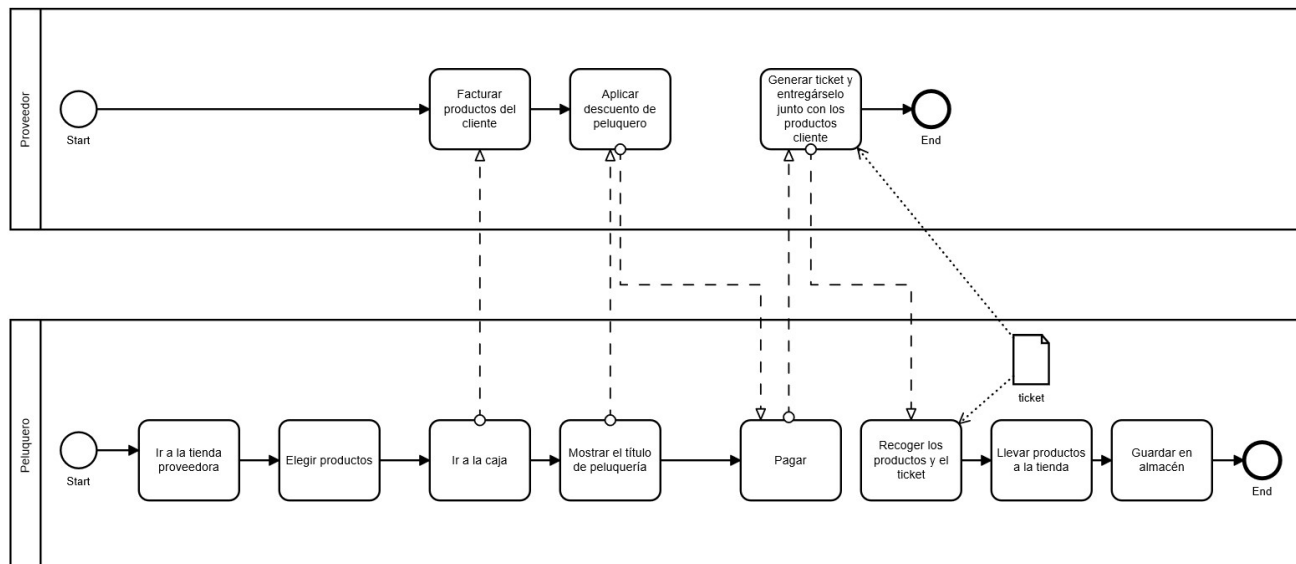 Proveedor
Start
Facturar
productos del
cliente
Aplicar
descuento de
peluquero
Generar ticket y
entregárselo
junto con los
productos
cliente
End
Peluquero
Start
Ir a la tienda
proveedora
Elegir productos
Ir a la caja
Mostrar el título
de peluquería
Pagar
Recoger los
productos y el
ticket
ticket
Llevar productos
a la tienda
Guardar en
almacén
End